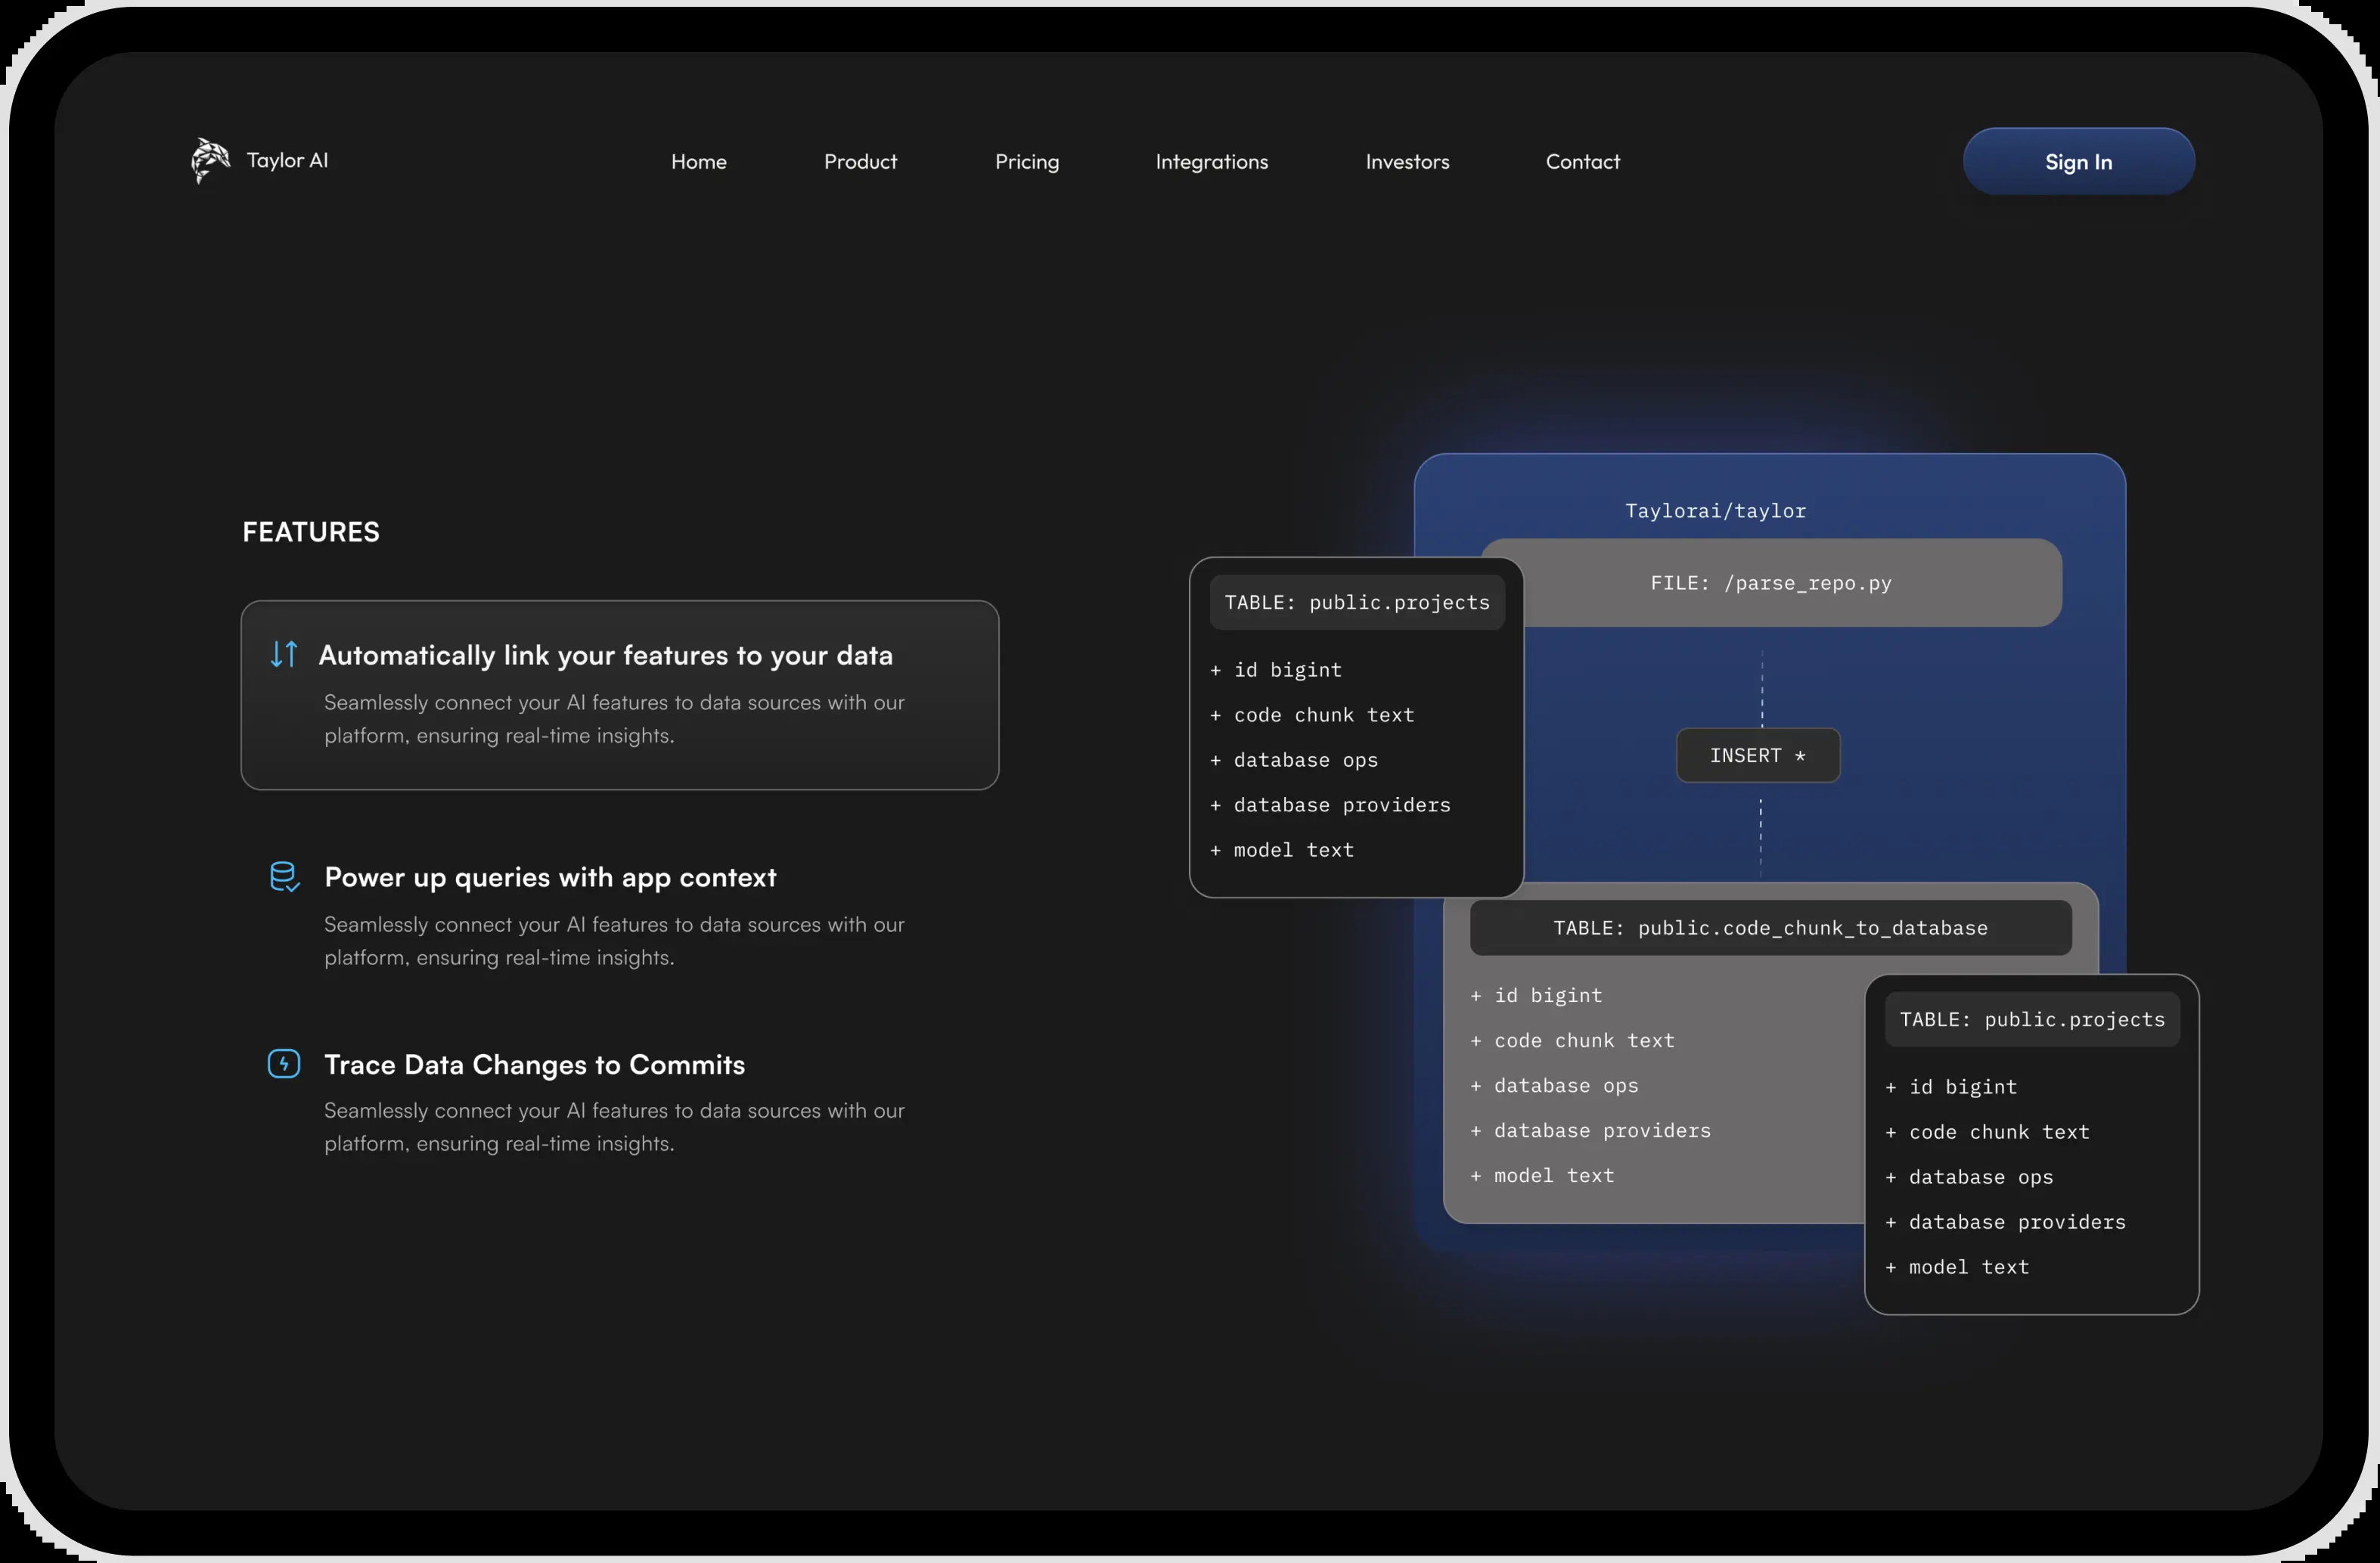 Taylor AI
Home
Product
Pricing
Integrations
Investors
Contact
Sign In
FEATURES
Automatically link your features to your data
Seamlessly connect your AI features to data sources with our
platform, ensuring real-time insights.
Power up queries with app context
Seamlessly connect your AI features to data sources with our
platform, ensuring real-time insights.
Trace Data Changes to Commits
Seamlessly connect your AI features to data sources with our
platform, ensuring real-time insights.
Taylorai/taylor
FILE: /parse_repo.py
TABLE: public.projects
+ id bigint
+ code chunk text
+ database ops
+ database providers
+ model text
INSERT *
TABLE: public.code_chunk_to_database
+ id bigint
+ code chunk text
+ database ops
+ database providers
+ model text
TABLE: public.projects
+ id bigint
+ code chunk text
+ database ops
+ database providers
+ model text